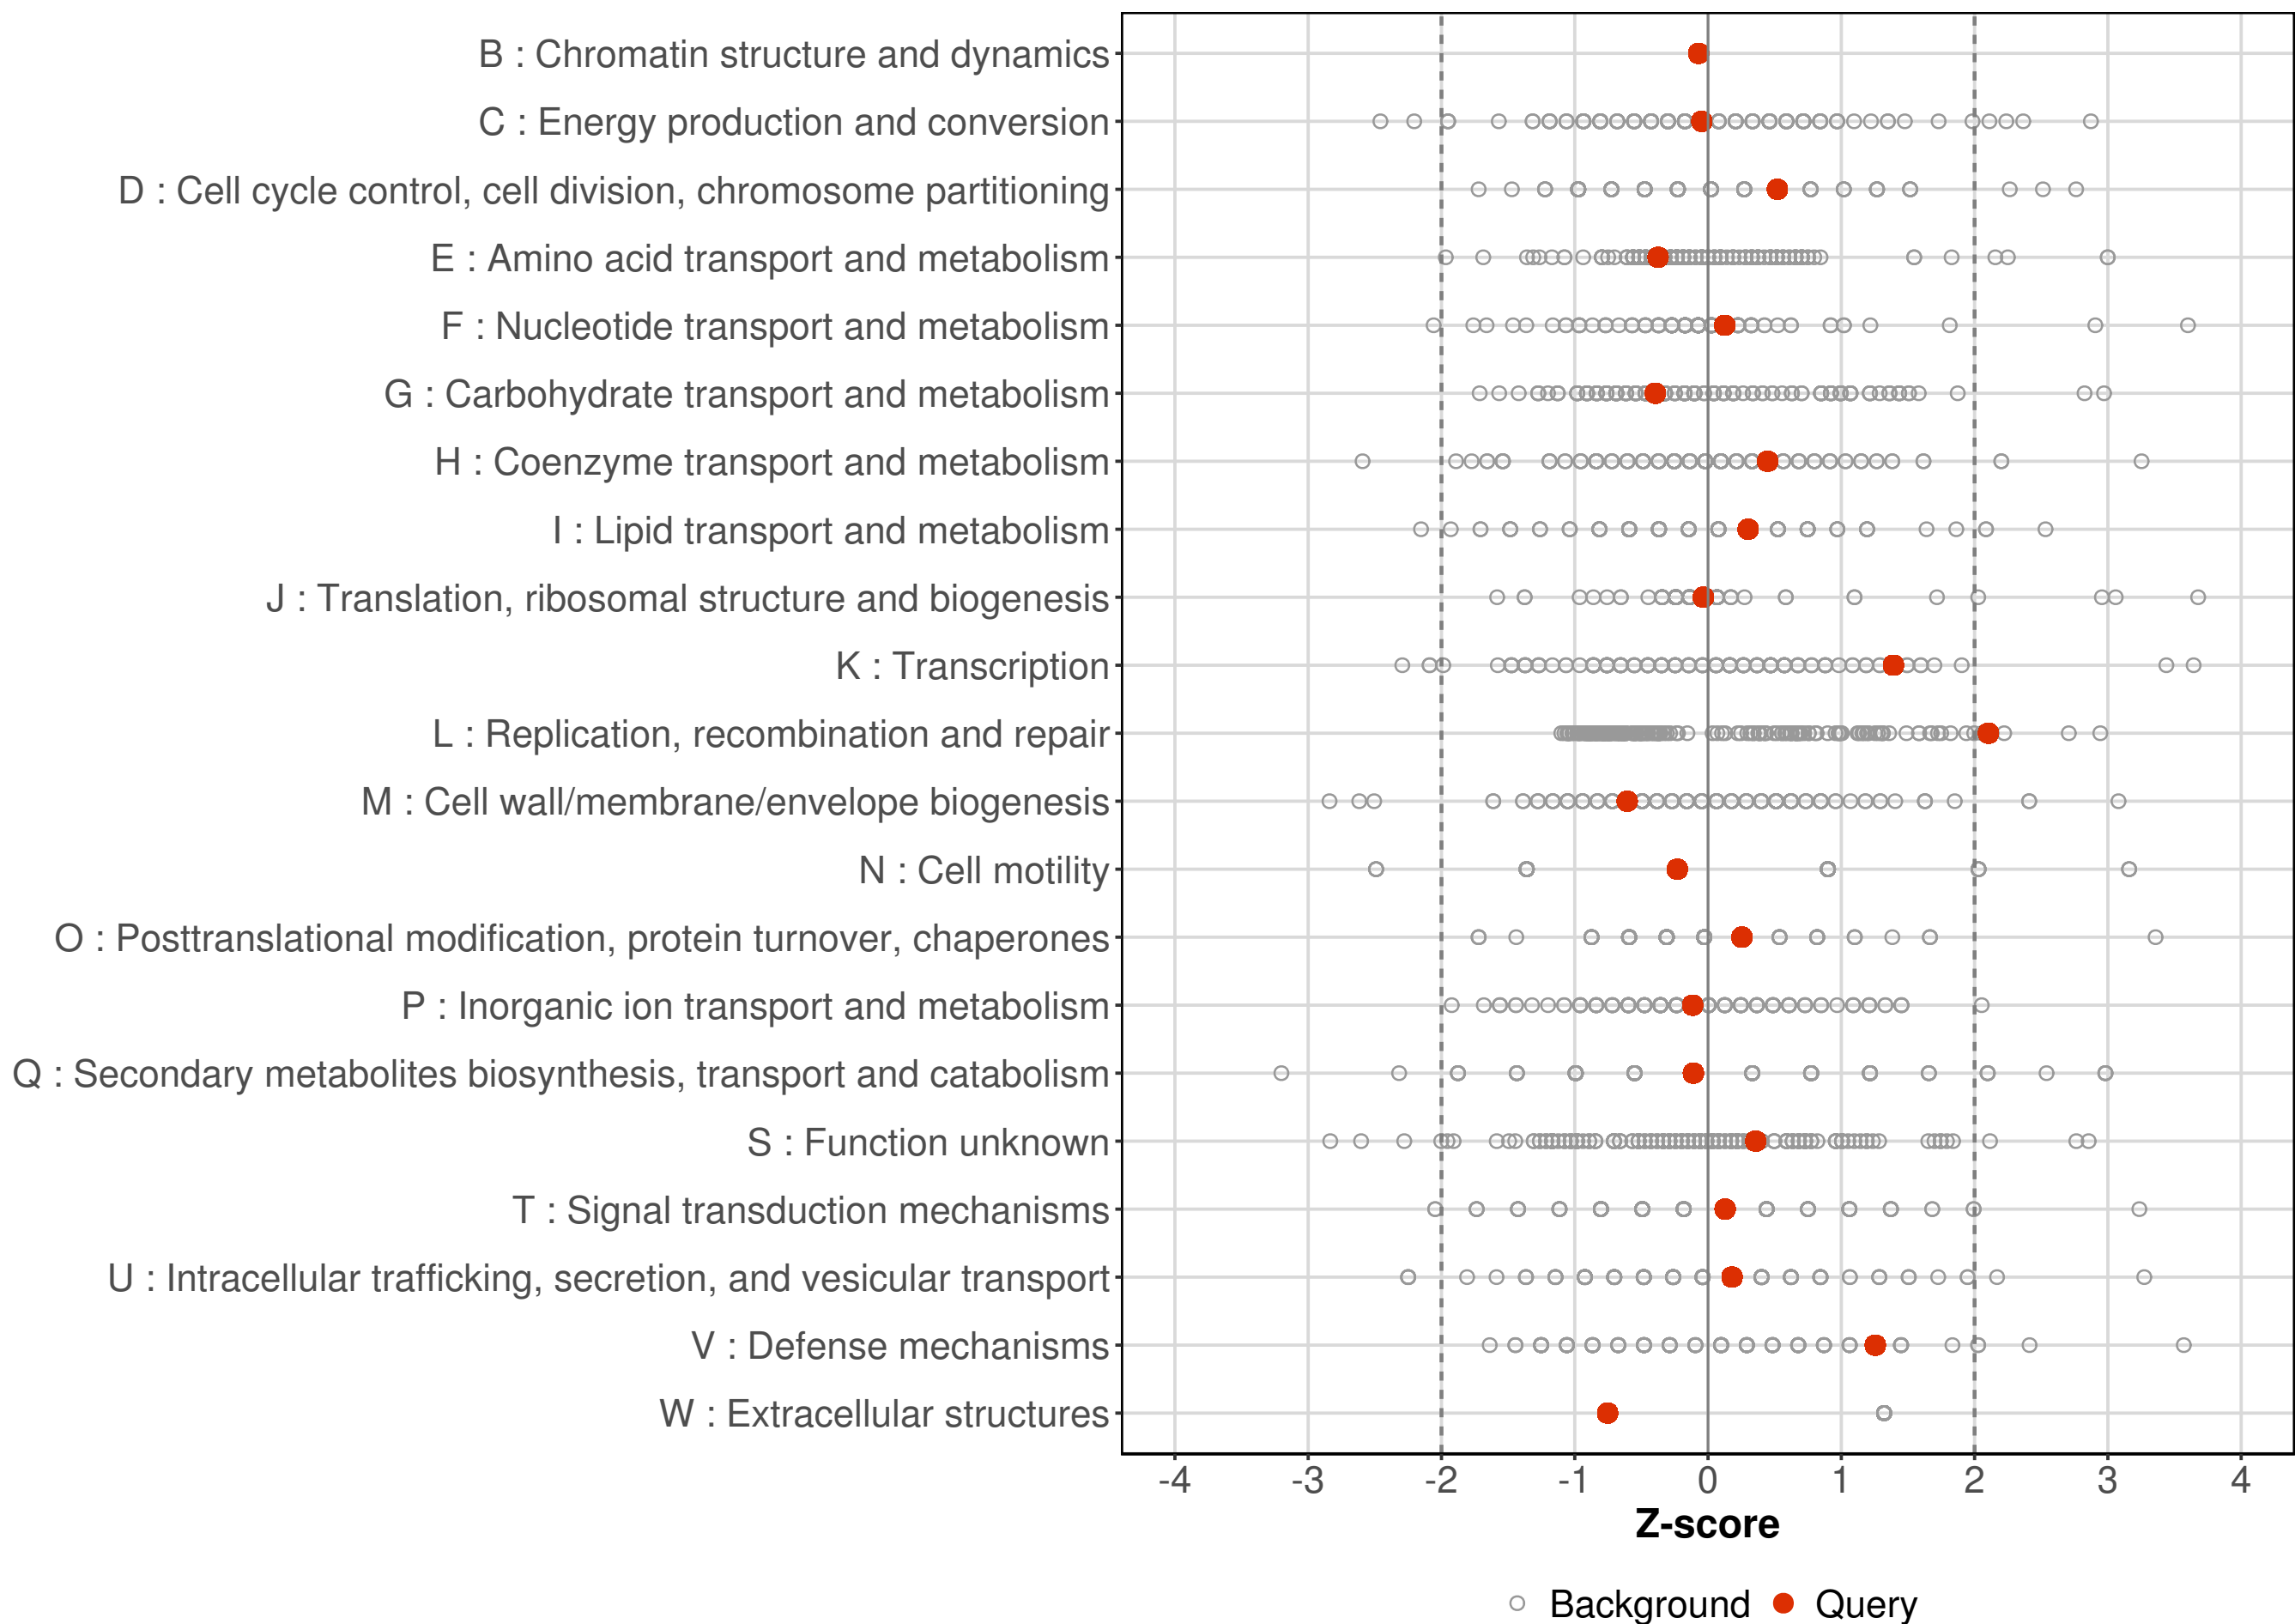 B : Chromatin structure and dynamics
C : Energy production and conversion
D : Cell cycle control, cell division, chromosome partitioning
E : Amino acid transport and metabolism
F : Nucleotide transport and metabolism
G : Carbohydrate transport and metabolism
H : Coenzyme transport and metabolism
I : Lipid transport and metabolism
J : Translation, ribosomal structure and biogenesis
K : Transcription
L : Replication, recombination and repair
M : Cell wall/membrane/envelope biogenesis
N : Cell motility
O : Posttranslational modification, protein turnover, chaperones
P : Inorganic ion transport and metabolism
Q : Secondary metabolites biosynthesis, transport and catabolism
S : Function unknown
T : Signal transduction mechanisms
U : Intracellular trafficking, secretion, and vesicular transport
V : Defense mechanisms
W : Extracellular structures
-4 -3 -2 -1 0 1 2 3 4
Z-score
Background Query